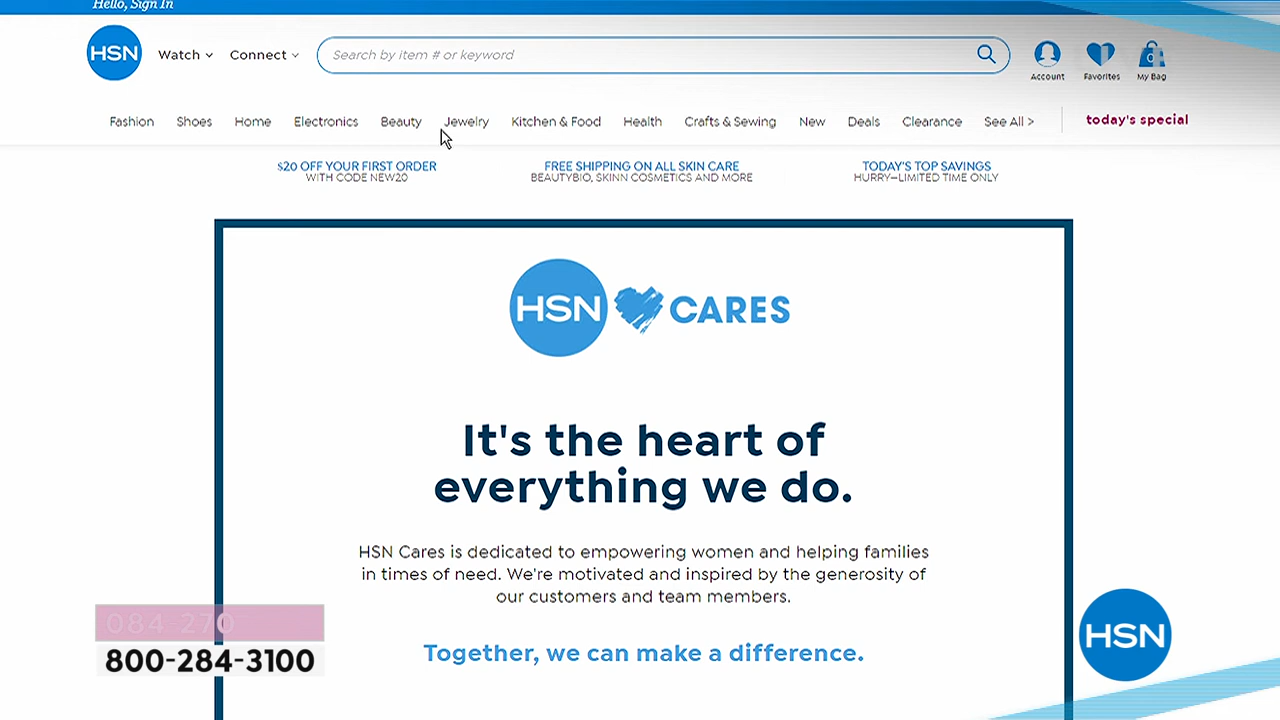 Hello, Sign In
HSN
Watch
Connect
Search by item # or keyword
Account
Favorites
0
My Bag
Fashion
Shoes
Home
Electronics
Beauty
Jewelry
Kitchen & Food
Health
Crafts & Sewing
New
Deals
Clearance
See All >
today's special
$20 OFF YOUR FIRST ORDER
WITH CODE NEW20
FREE SHIPPING ON ALL SKIN CARE
BEAUTYBIO, SKINN COSMETICS AND MORE
TODAY'S TOP SAVINGS
HURRY—LIMITED TIME ONLY
HSN CARES
It's the heart of
everything we do.
HSN Cares is dedicated to empowering women and helping families
in times of need. We're motivated and inspired by the generosity of
our customers and team members.
Together, we can make a difference.
084-270
800-284-3100
HSN